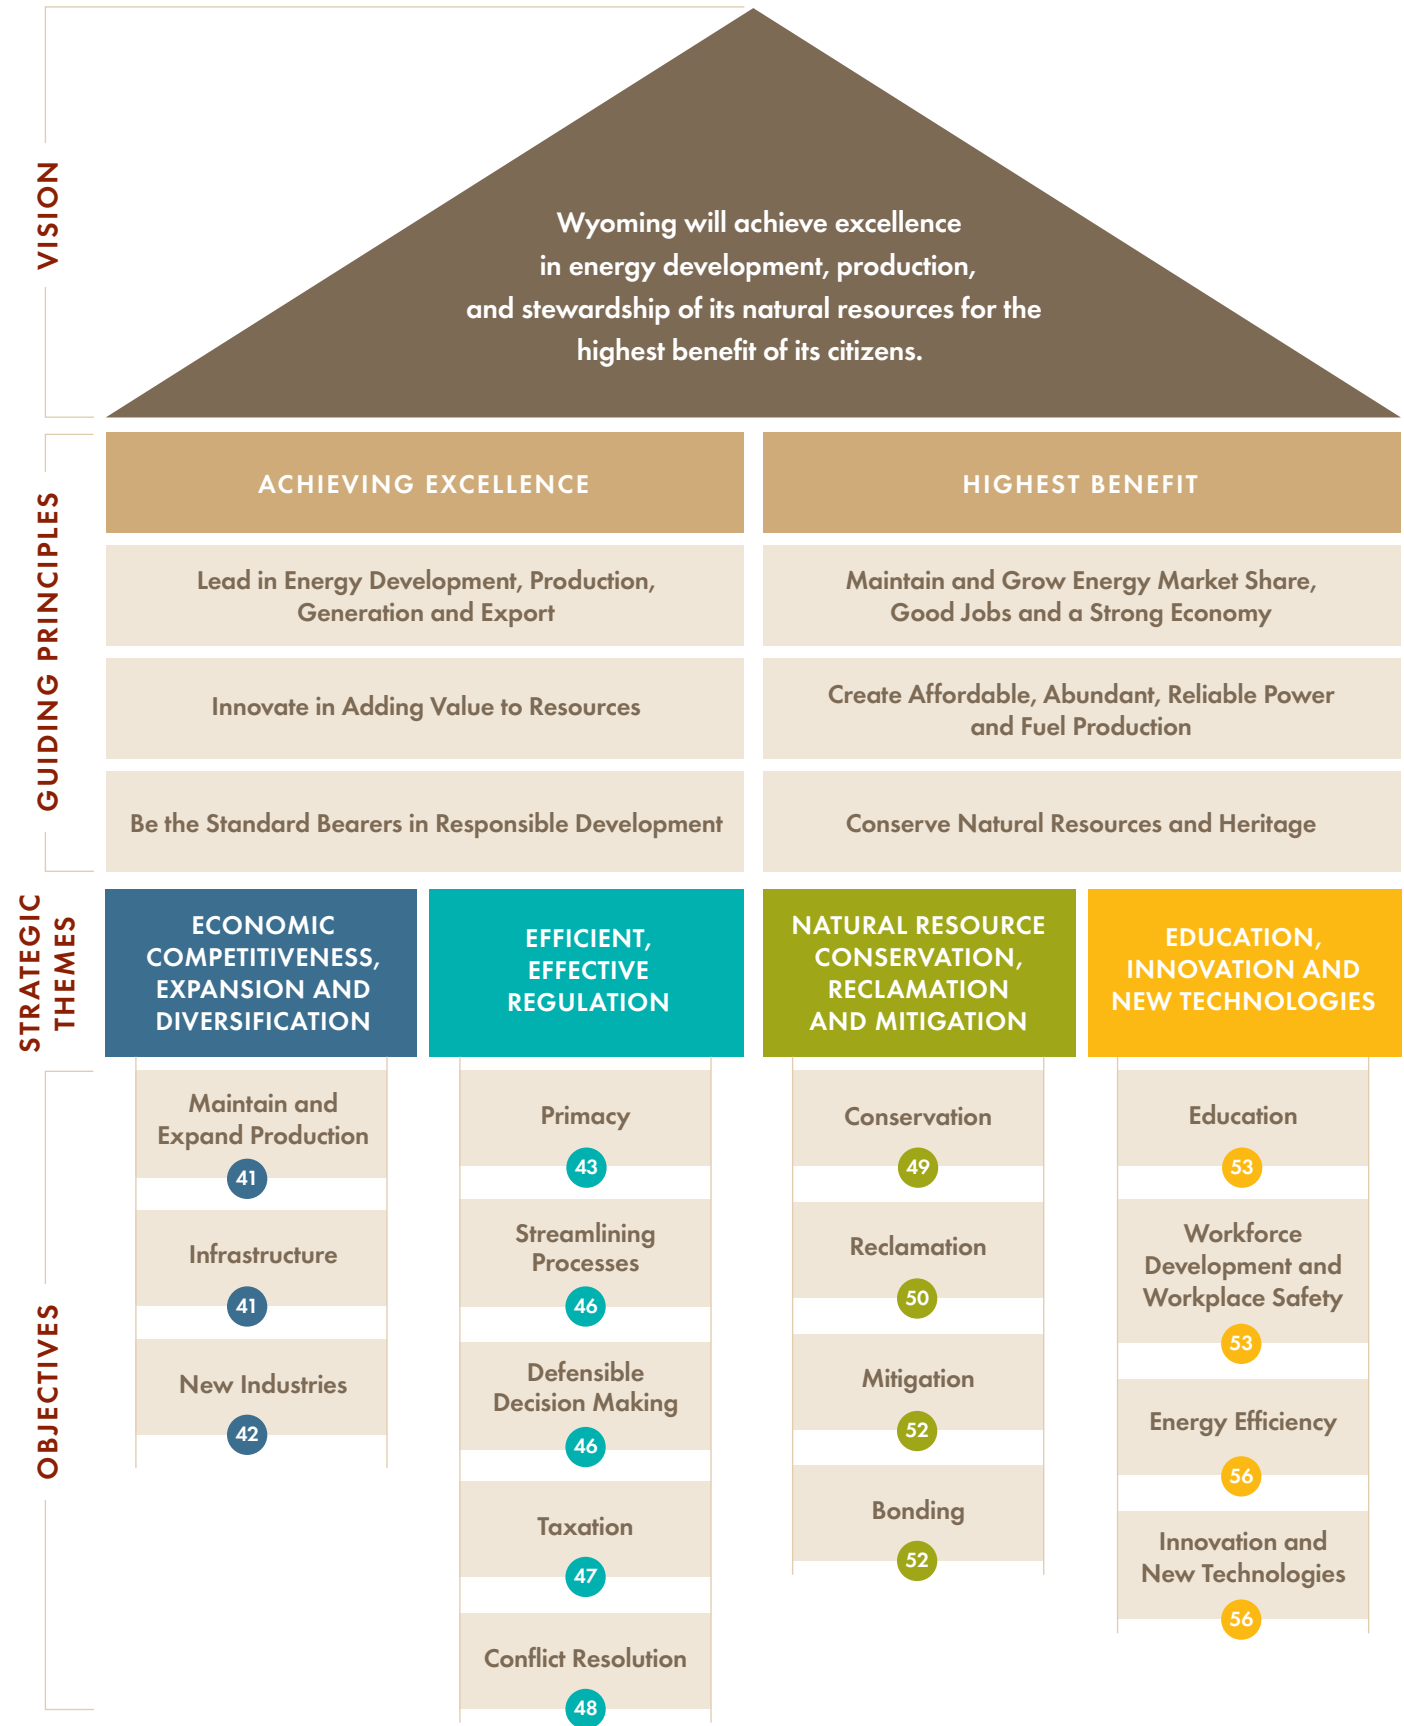 VISION
Wyoming will achieve excellence
in energy development, production,
and stewardship of its natural resources for the
highest benefit of its citizens.
GUIDING PRINCIPLES
ACHIEVING EXCELLENCE
Lead in Energy Development, Production,
Generation and Export
Innovate in Adding Value to Resources
Be the Standard Bearers in Responsible Development
HIGHEST BENEFIT
Maintain and Grow Energy Market Share,
Good Jobs and a Strong Economy
Create Affordable, Abundant, Reliable Power
and Fuel Production
Conserve Natural Resources and Heritage
STRATEGIC
THEMES
ECONOMIC
COMPETITIVENESS,
EXPANSION AND
DIVERSIFICATION
EFFICIENT,
EFFECTIVE
REGULATION
NATURAL RESOURCE
CONSERVATION,
RECLAMATION
AND MITIGATION
EDUCATION,
INNOVATION AND
NEW TECHNOLOGIES
OBJECTIVES
Maintain and
Expand Production
41
Infrastructure
41
New Industries
42
Primacy
43
Streamlining
Processes
46
Defensible
Decision Making
46
Taxation
47
Conflict Resolution
48
Conservation
49
Reclamation
50
Mitigation
52
Bonding
52
Education
53
Workforce
Development and
Workplace Safety
53
Energy Efficiency
56
Innovation and
New Technologies
56